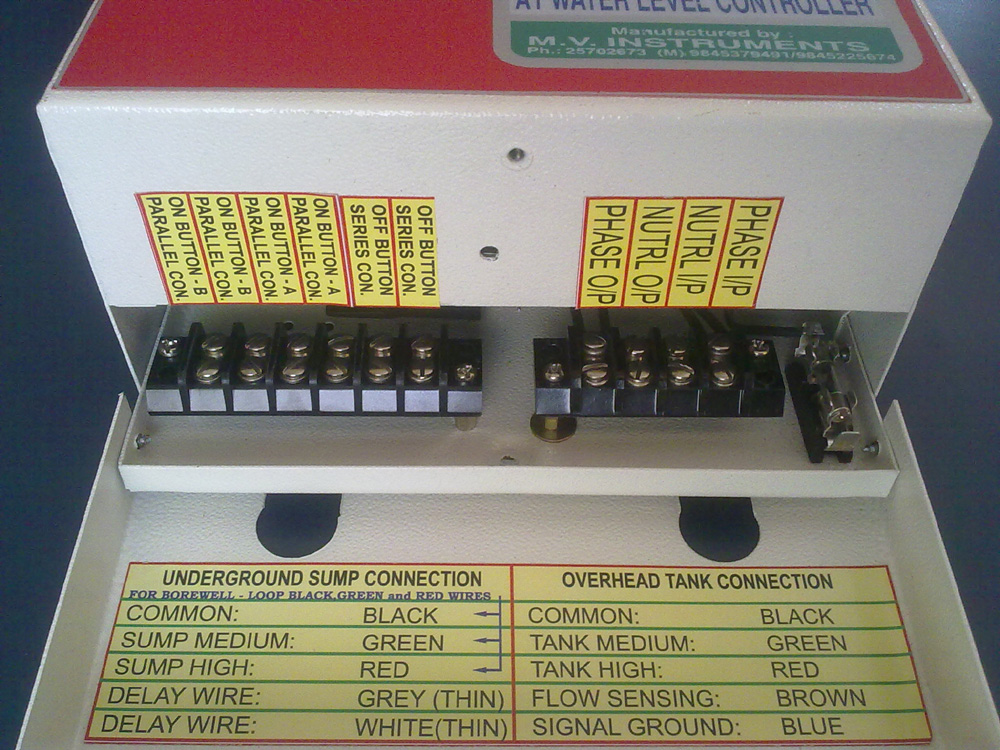 AT WATER LEVEL CONTROLLER
Manufactured by :
M.V. INSTRUMENTS
Ph.: 25702673 (M) 9845379491/9845225674
ON BUTTON - B
PARALLEL CON.
ON BUTTON - B
PARALLEL CON.
ON BUTTON - A
PARALLEL CON.
ON BUTTON - A
PARALLEL CON.
OFF BUTTON
SERIES CON.
OFF BUTTON
SERIES CON.
PHASE O/P
NUTRL O/P
NUTRL I/P
PHASE I/P
UNDERGROUND SUMP CONNECTION
FOR BOREWELL - LOOP BLACK,GREEN and RED WIRES
COMMON: BLACK
SUMP MEDIUM: GREEN
SUMP HIGH: RED
DELAY WIRE: GREY (THIN)
DELAY WIRE: WHITE(THIN)
OVERHEAD TANK CONNECTION
COMMON: BLACK
TANK MEDIUM: GREEN
TANK HIGH: RED
FLOW SENSING: BROWN
SIGNAL GROUND: BLUE